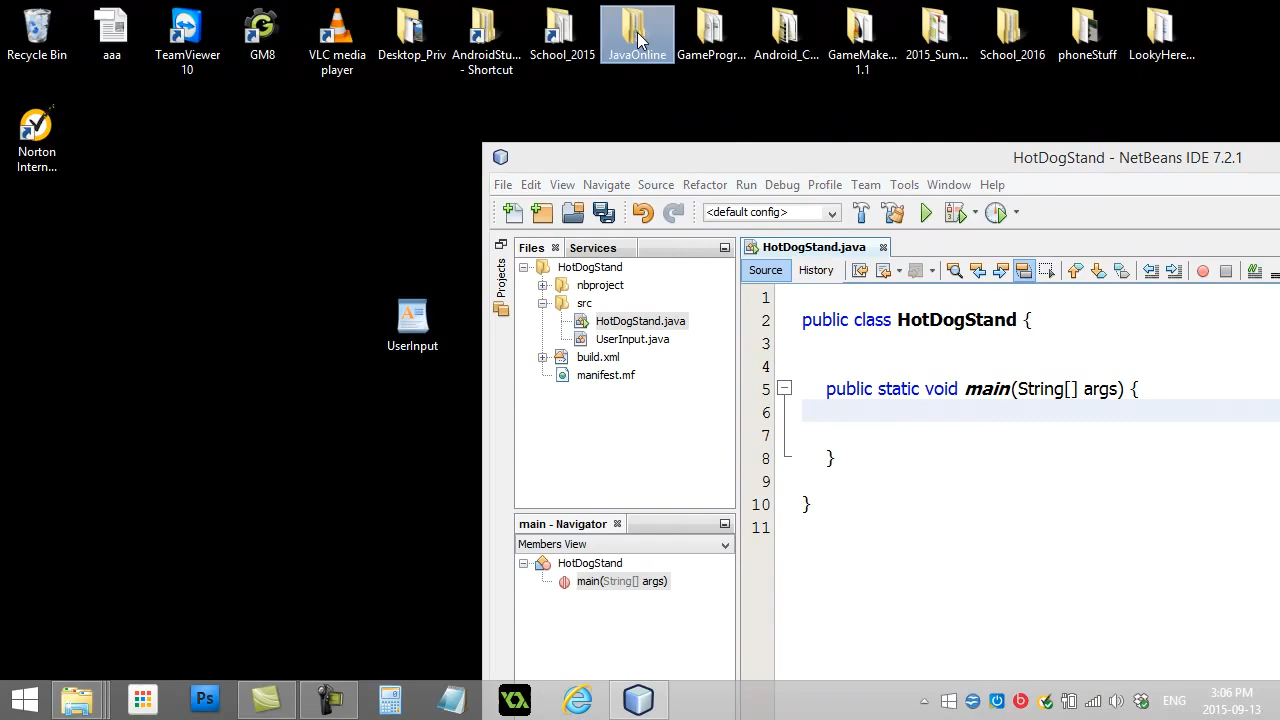 Recycle Bin
aaa
TeamViewer
10
GM8
VLC media
player
Desktop_Priv
AndroidStu...
- Shortcut
School_2015
JavaOnline
GameProgr...
Android_C...
GameMake...
1.1
2015_Sum...
School_2016
phoneStuff
LookyHere...
Norton
Intern...
UserInput
HotDogStand - NetBeans IDE 7.2.1
File Edit View Navigate Source Refactor Run Debug Profile Team Tools Window Help
<default config>
Projects
Files
Services
HotDogStand
nbproject
src
HotDogStand.java
UserInput.java
build.xml
manifest.mf
main - Navigator
Members View
HotDogStand
main(String[] args)
HotDogStand.java
Source History
1
2 public class HotDogStand {
3
4
5 public static void main(String[] args) {
6
7
8 }
9
10 }
11
Ps
ENG
3:06 PM
2015-09-13